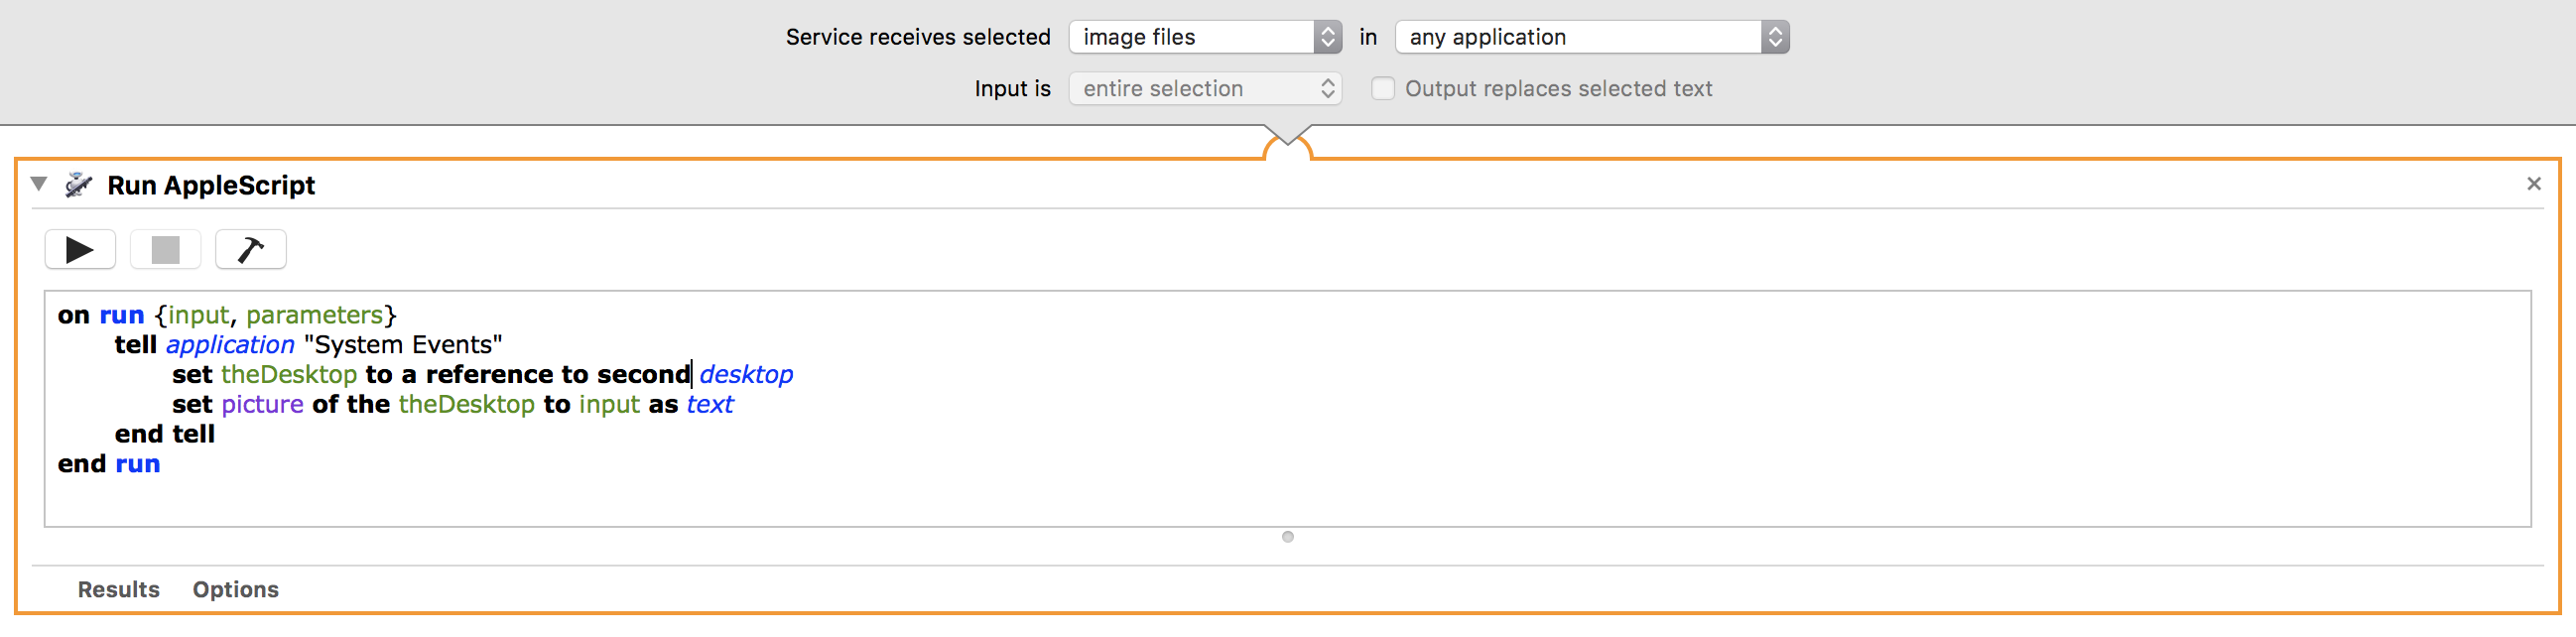 Service receives selected image files in any application
Input is entire selection Output replaces selected text
Run AppleScript
on run {input, parameters}
tell application "System Events"
set theDesktop to a reference to second desktop
set picture of the theDesktop to input as text
end tell
end run
Results Options